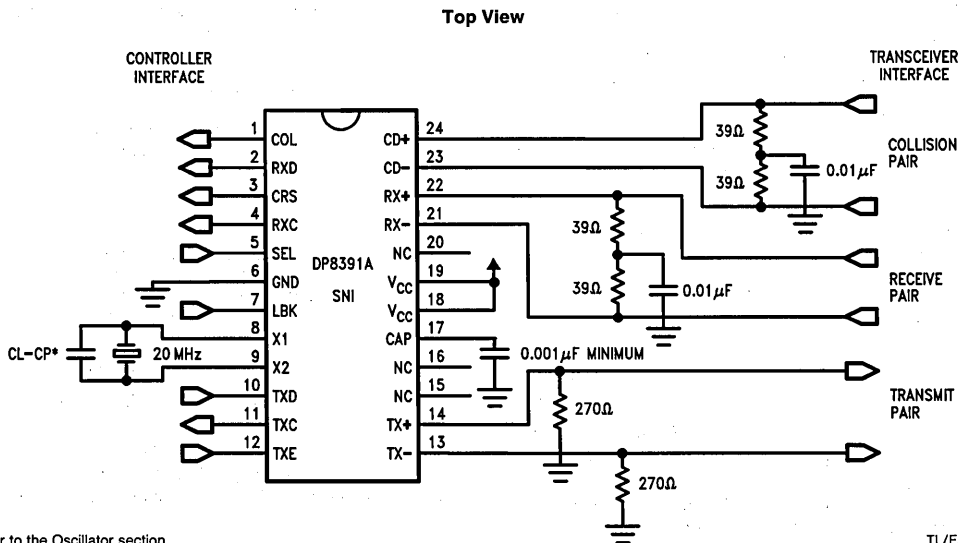 Top View
CONTROLLER
INTERFACE
TRANSCEIVER
INTERFACE
1 COL
2 RXD
3 CRS
4 RXC
5 SEL
6 GND
7 LBK
8 X1
9 X2
10 TXD
11 TXC
12 TXE
DP8391A
SNI
CL-CP*
20 MHz
CD+ 24
CD- 23
RX+ 22
RX- 21
NC 20
VCC 19
VCC 18
CAP 17
NC 16
NC 15
TX+ 14
TX- 13
39Ω
39Ω
0.01μF
COLLISION
PAIR
39Ω
39Ω
0.01μF
RECEIVE
PAIR
0.001μF MINIMUM
270Ω
270Ω
TRANSMIT
PAIR
r to the Oscillator section
TL/F